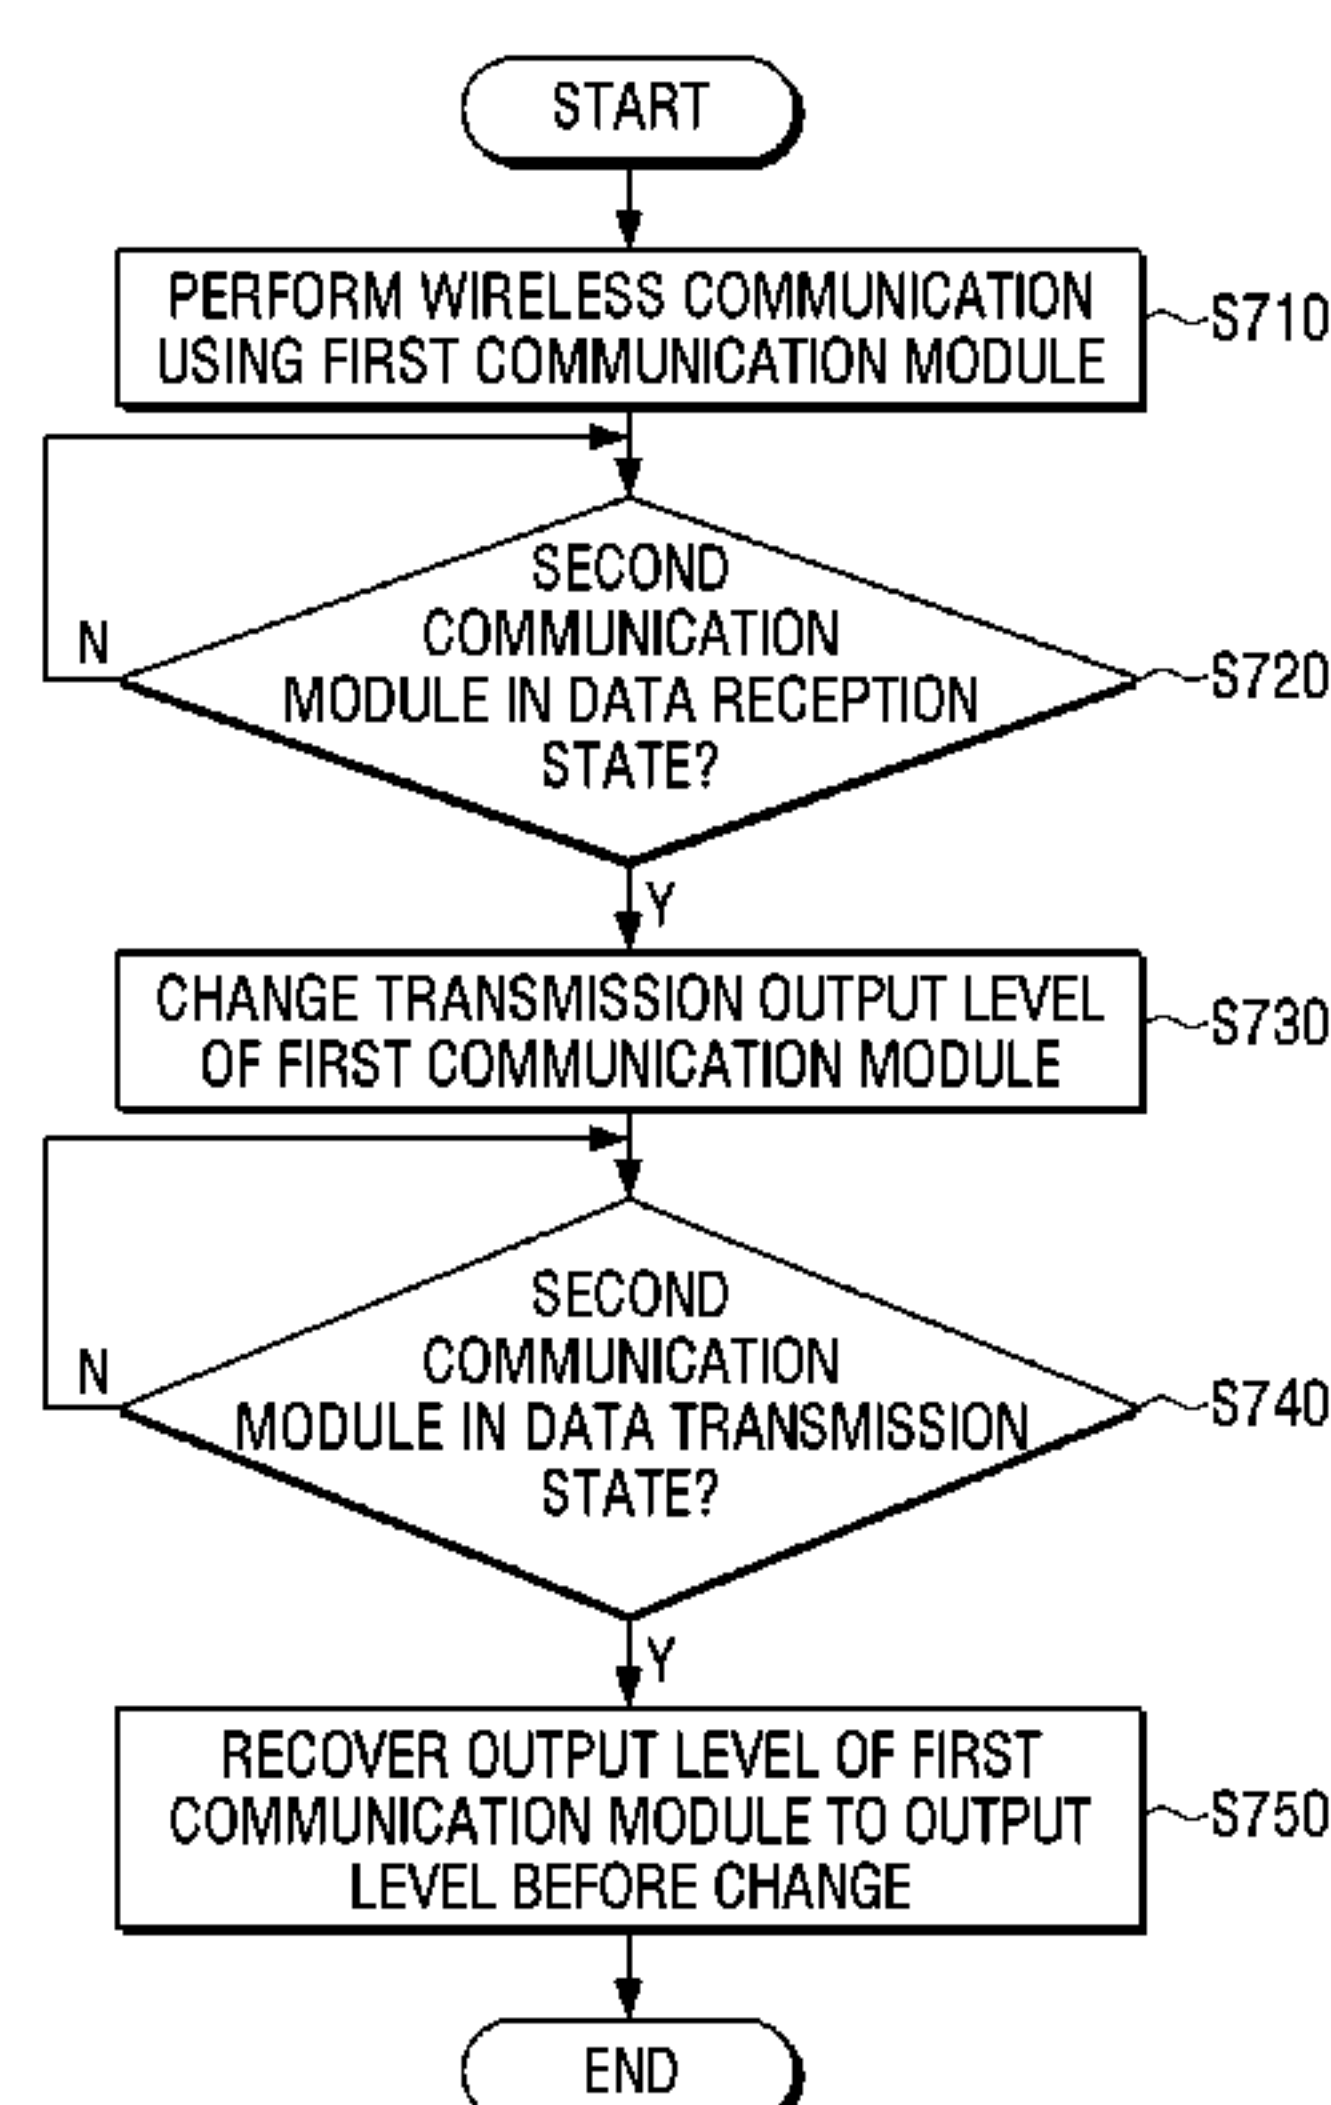 START
PERFORM WIRELESS COMMUNICATION
USING FIRST COMMUNICATION MODULE
S710
SECOND
COMMUNICATION
MODULE IN DATA RECEPTION
STATE?
N
S720
Y
CHANGE TRANSMISSION OUTPUT LEVEL
OF FIRST COMMUNICATION MODULE
S730
SECOND
COMMUNICATION
MODULE IN DATA TRANSMISSION
STATE?
N
S740
Y
RECOVER OUTPUT LEVEL OF FIRST
COMMUNICATION MODULE TO OUTPUT
LEVEL BEFORE CHANGE
S750
END